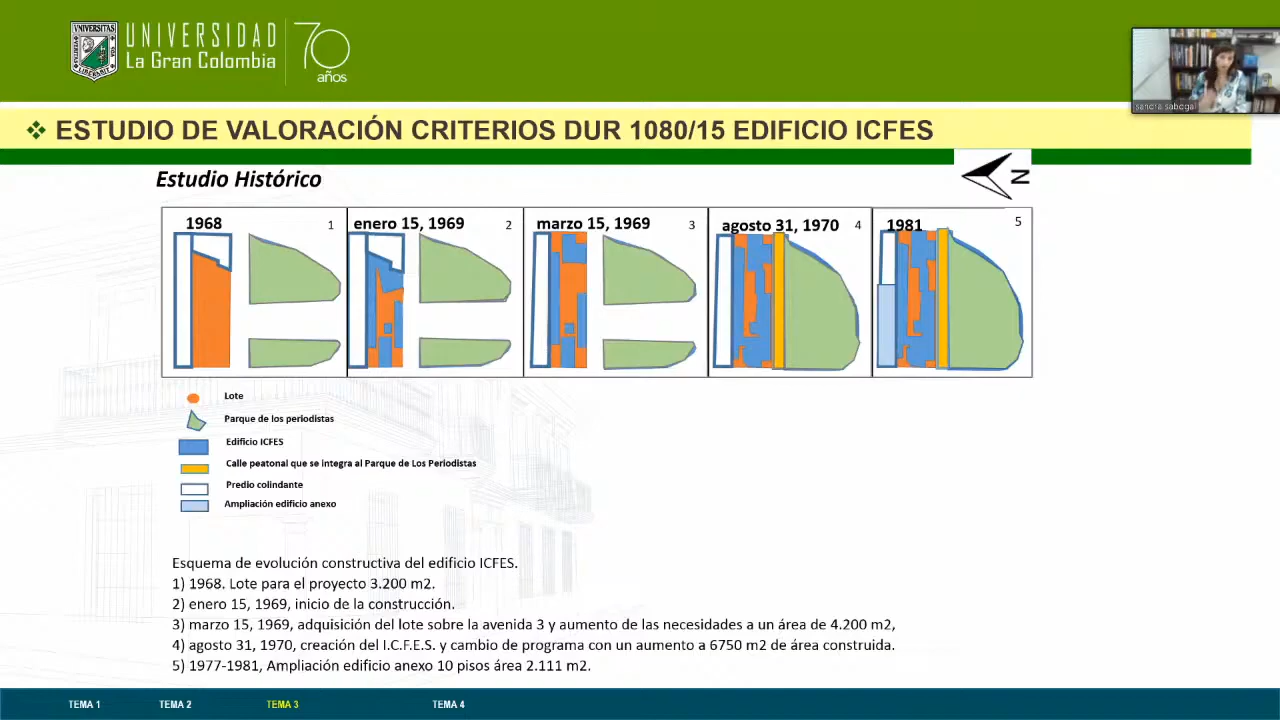 UNIVERSITAS
UNIVERSIDAD
La Gran Colombia
70
años
sandra sabogal
❖ ESTUDIO DE VALORACIÓN CRITERIOS DUR 1080/15 EDIFICIO ICFES
Estudio Histórico
N
1968 1
enero 15, 1969 2
marzo 15, 1969 3
agosto 31, 1970 4
1981 5
Lote
Parque de los periodistas
Edificio ICFES
Calle peatonal que se integra al Parque de Los Periodistas
Predio colindante
Ampliación edificio anexo
Esquema de evolución constructiva del edificio ICFES.
1) 1968. Lote para el proyecto 3.200 m2.
2) enero 15, 1969, inicio de la construcción.
3) marzo 15, 1969, adquisición del lote sobre la avenida 3 y aumento de las necesidades a un área de 4.200 m2,
4) agosto 31, 1970, creación del I.C.F.E.S. y cambio de programa con un aumento a 6750 m2 de área construida.
5) 1977-1981, Ampliación edificio anexo 10 pisos área 2.111 m2.
TEMA 1 TEMA 2 TEMA 3 TEMA 4